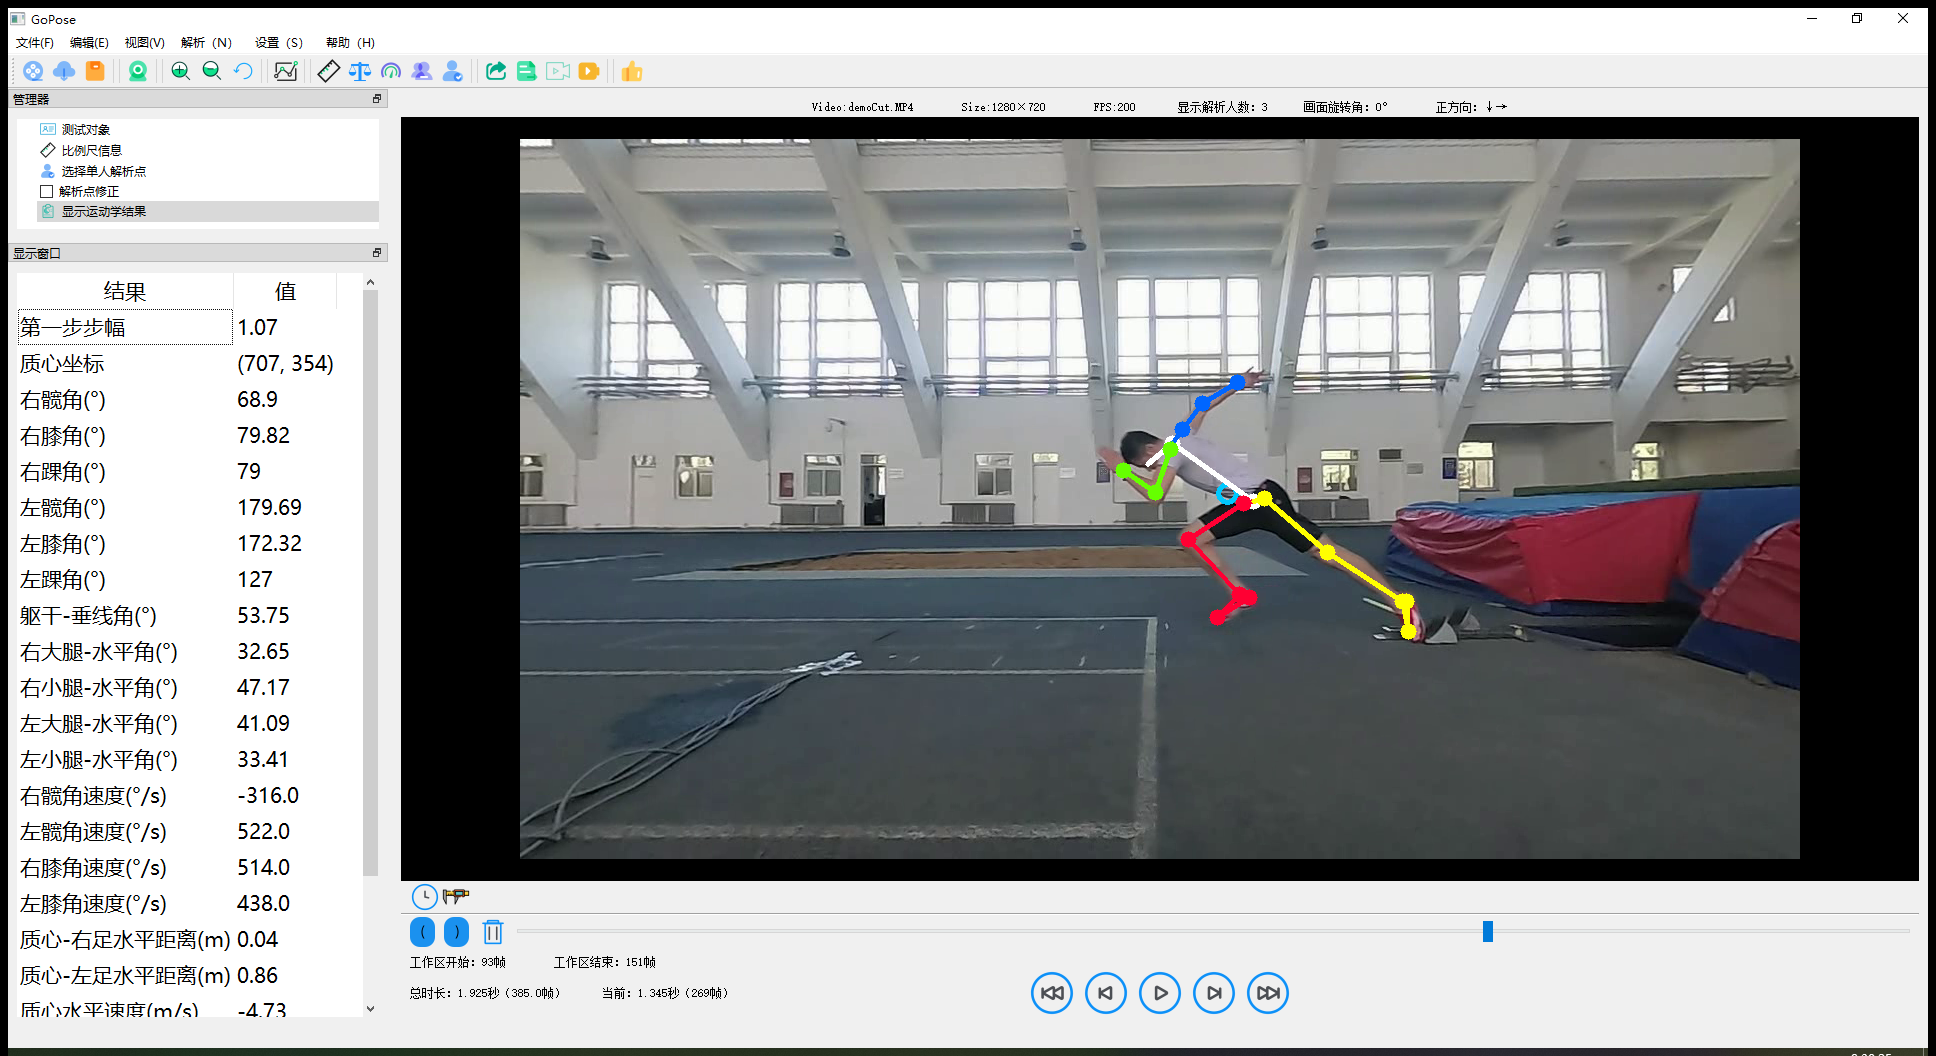 GoPose
文件(F) 编辑(E) 视图(V) 解析 (N) 设置 (S) 帮助 (H)
管理器
测试对象
比例尺信息
选择单人解析点
解析点修正
显示运动学结果
显示窗口
结果 值
第一步步幅 1.07
质心坐标 (707, 354)
右髋角(°) 68.9
右膝角(°) 79.82
右踝角(°) 79
左髋角(°) 179.69
左膝角(°) 172.32
左踝角(°) 127
躯干-垂线角(°) 53.75
右大腿-水平角(°) 32.65
右小腿-水平角(°) 47.17
左大腿-水平角(°) 41.09
左小腿-水平角(°) 33.41
右髋角速度(°/s) -316.0
左髋角速度(°/s) 522.0
右膝角速度(°/s) 514.0
左膝角速度(°/s) 438.0
质心-右足水平距离(m) 0.04
质心-左足水平距离(m) 0.86
质心水平速度(m/s) -4.73
Video:demoCut.MP4 Size:1280×720 FPS:200 显示解析人数: 3 画面旋转角: 0° 正方向: ↓→
工作区开始: 93帧 工作区结束: 151帧
总时长: 1.925秒 (385.0帧) 当前: 1.345秒 (269帧)